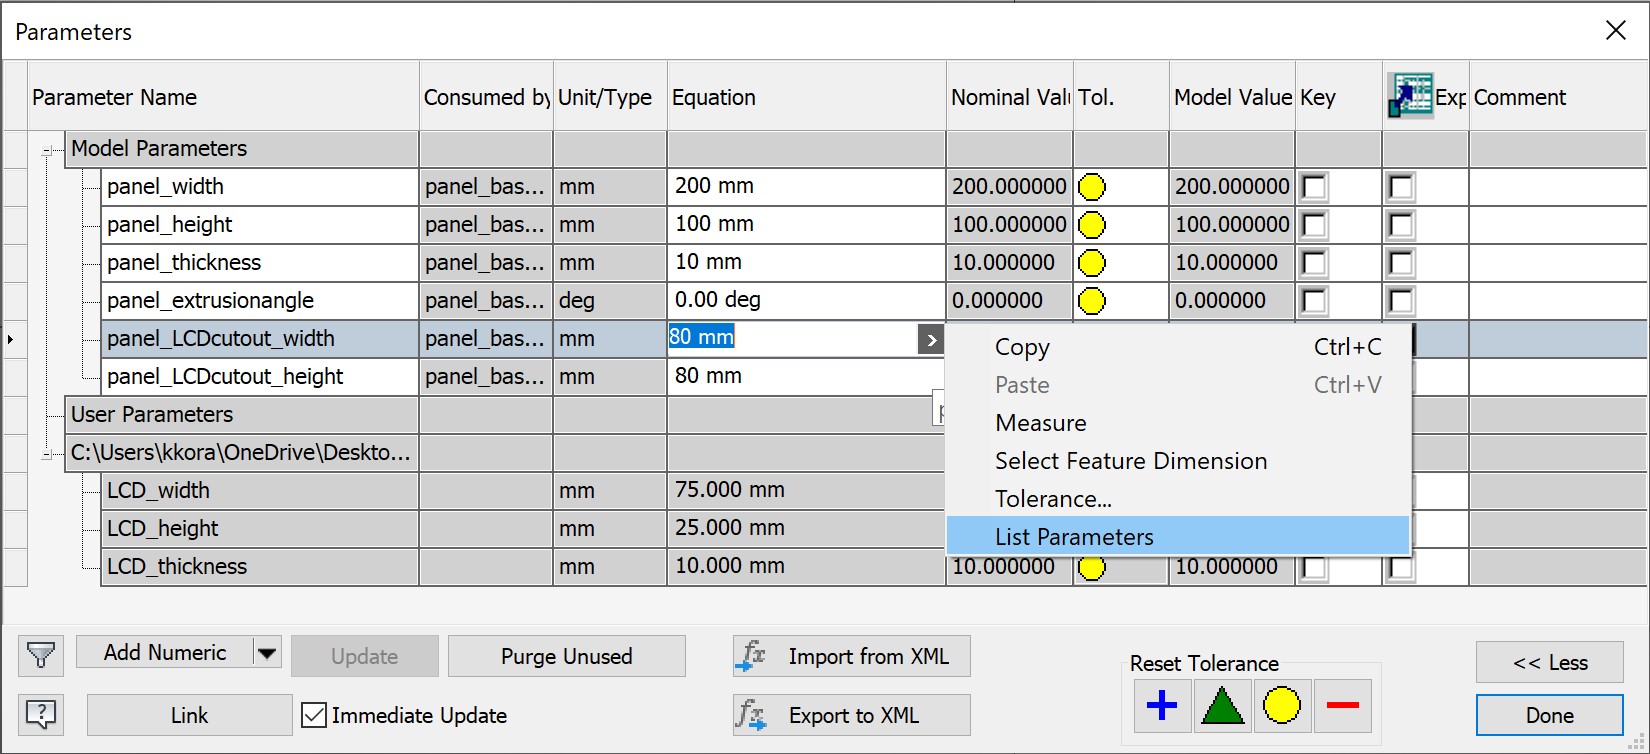 Parameters
Parameter Name Consumed by Unit/Type Equation Nominal Valu Tol. Model Value Key Exp Comment
Model Parameters
panel_width panel_bas... mm 200 mm 200.000000 200.000000
panel_height panel_bas... mm 100 mm 100.000000 100.000000
panel_thickness panel_bas... mm 10 mm 10.000000 10.000000
panel_extrusionangle panel_bas... deg 0.00 deg 0.000000 0.000000
panel_LCDcutout_width panel_bas... mm 80 mm
panel_LCDcutout_height panel_bas... mm 80 mm
Copy Ctrl+C
Paste Ctrl+V
Measure
Select Feature Dimension
Tolerance...
List Parameters
User Parameters
C:\Users\kkora\OneDrive\Deskto...
LCD_width mm 75.000 mm
LCD_height mm 25.000 mm
LCD_thickness mm 10.000 mm 10.000000 10.000000
Add Numeric Update Purge Unused Import from XML Reset Tolerance << Less
Link Immediate Update Export to XML Done